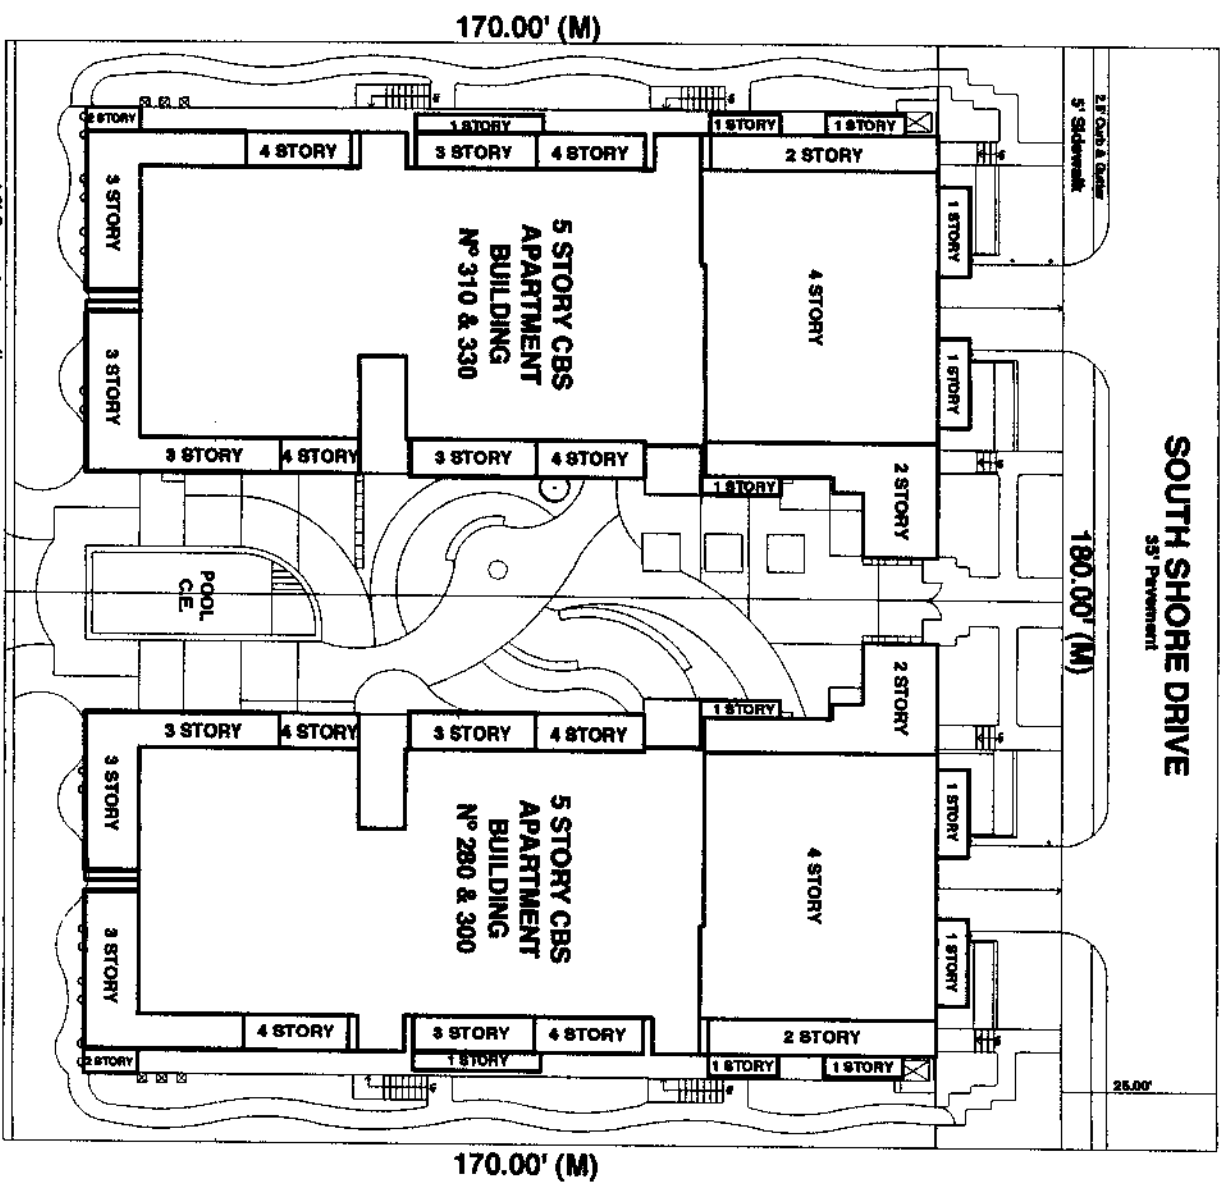 170.00' (M)
2.5' Curb & Gutter
5' Sidewalk
2 STORY
1 STORY
1 STORY
1 STORY
4 STORY
3 STORY
4 STORY
2 STORY
3 STORY
1 STORY
5 STORY CBS
APARTMENT
BUILDING
Nº 310 & 330
4 STORY
3 STORY
1 STORY
3 STORY
4 STORY
3 STORY
4 STORY
2 STORY
1 STORY
SOUTH SHORE DRIVE
35' Pavement
180.00' (M)
POOL
C.E.
2 STORY
1 STORY
3 STORY
4 STORY
3 STORY
4 STORY
3 STORY
1 STORY
5 STORY CBS
APARTMENT
BUILDING
Nº 280 & 300
4 STORY
3 STORY
1 STORY
4 STORY
3 STORY
4 STORY
2 STORY
2 STORY
1 STORY
1 STORY
1 STORY
25.00'
170.00' (M)